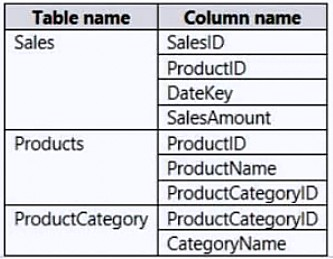 Table name Column name
Sales SalesID
ProductID
DateKey
SalesAmount
Products ProductID
ProductName
ProductCategoryID
ProductCategory ProductCategoryID
CategoryName